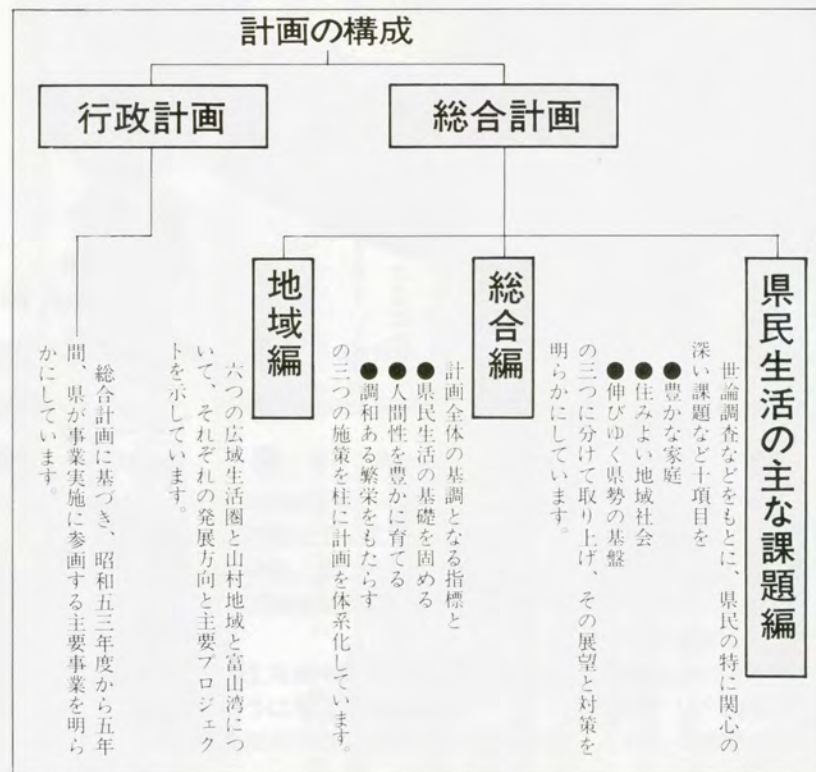 計画の構成
総合計画
行政計画
県民生活の主な課題編
世論調査などをもとに、県民の特に関心の
深い課題など十項目を
●豊かな家庭
●住みよい地域社会
●伸びゆく県勢の基盤
の三つに分けて取り上げ、その展望と対策を
明らかにしています。
総合編
計画全体の基調となる指標と
●県民生活の基礎を固める
●人間性を豊かに育てる
●調和ある繁栄をもたらす
の三つの施策を柱に計画を体系化しています。
地域編
六つの広域生活圏と山村地域と富山湾につ
いて、それぞれの発展方向と主要プロジェク
トを示しています。
総合計画に基づき、昭和五三年度から五年
間、県が事業実施に参画する主要事業を明ら
かにしています。